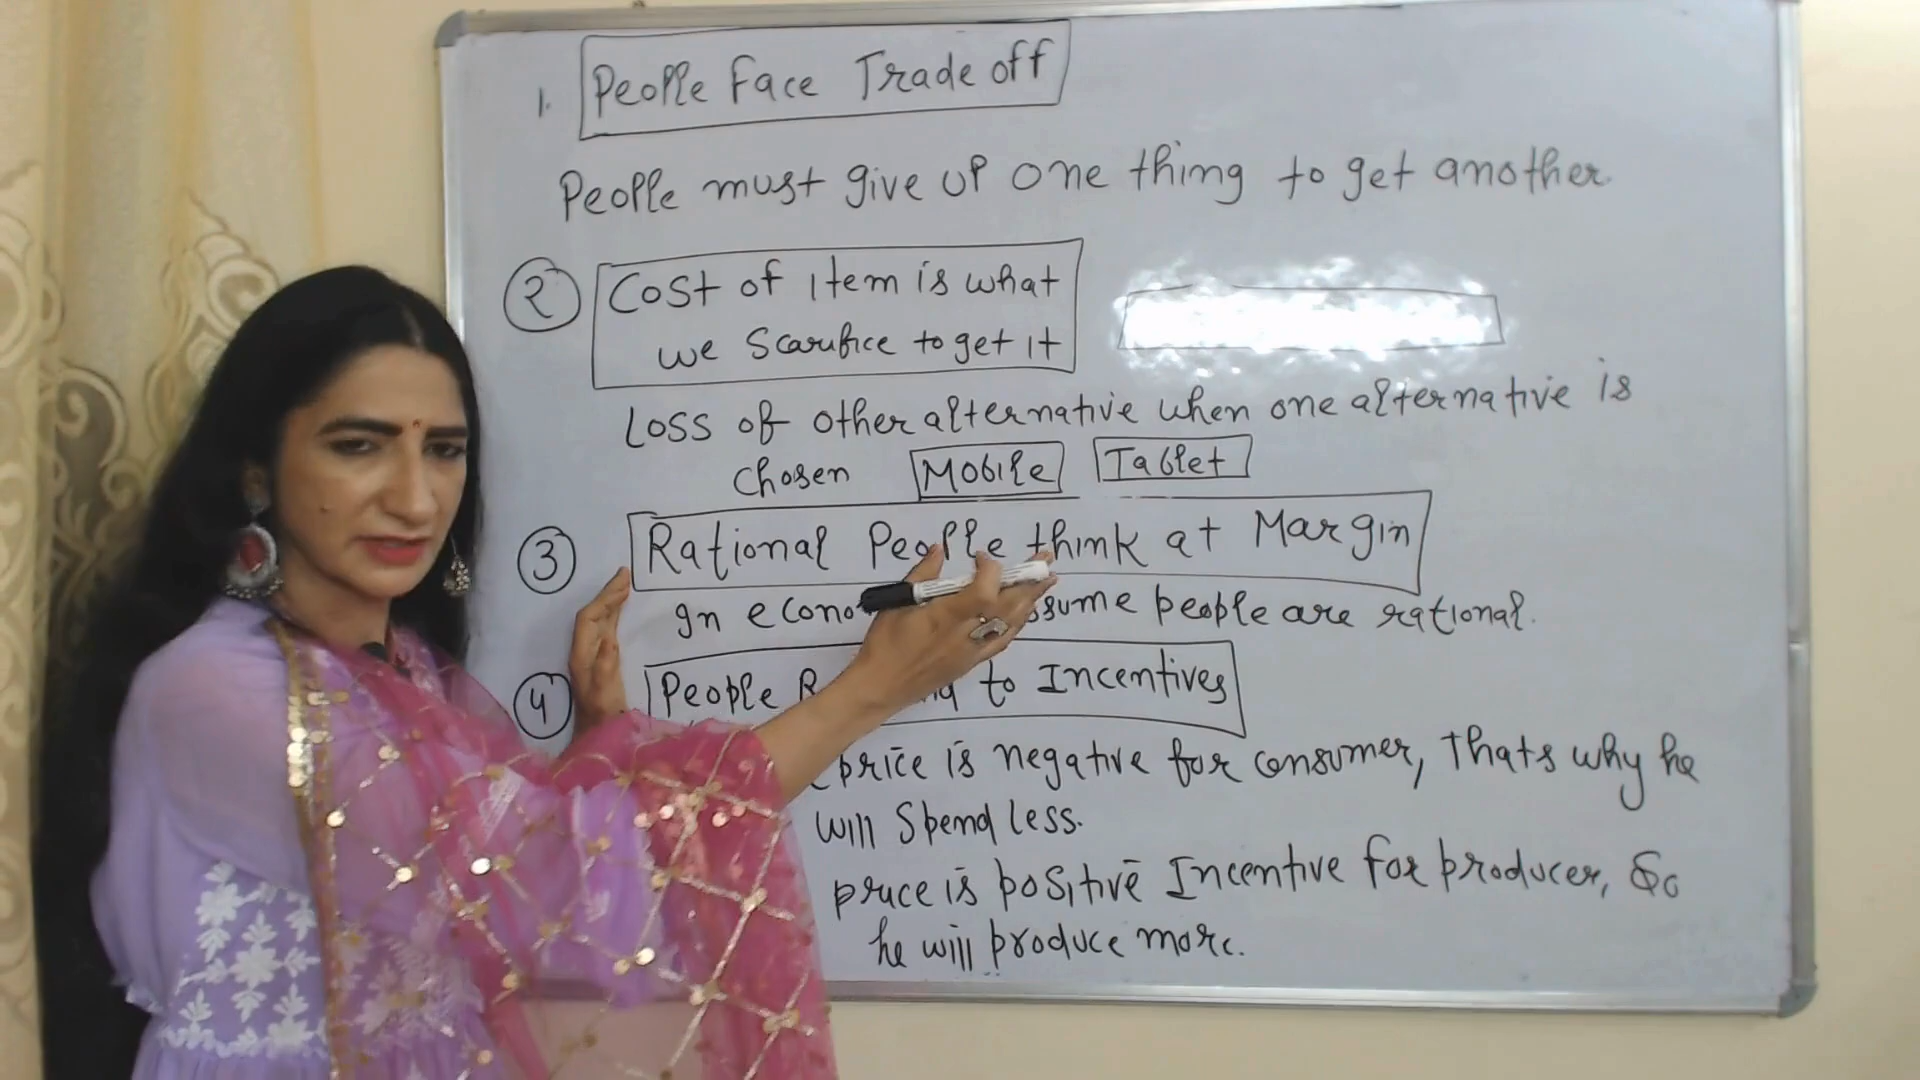 1. People Face Trade off
People must give up one thing to get another
2 Cost of item is what
we Scarifice to get it
Loss of other alternative when one alternative is
chosen Mobile Tablet
3 Rational People think at Margin
In people are rational.
4 People to Incentives
price is negative for consumer, Thats why he
will Spend less.
price is positive Incentive for producer, So
he will produce more.